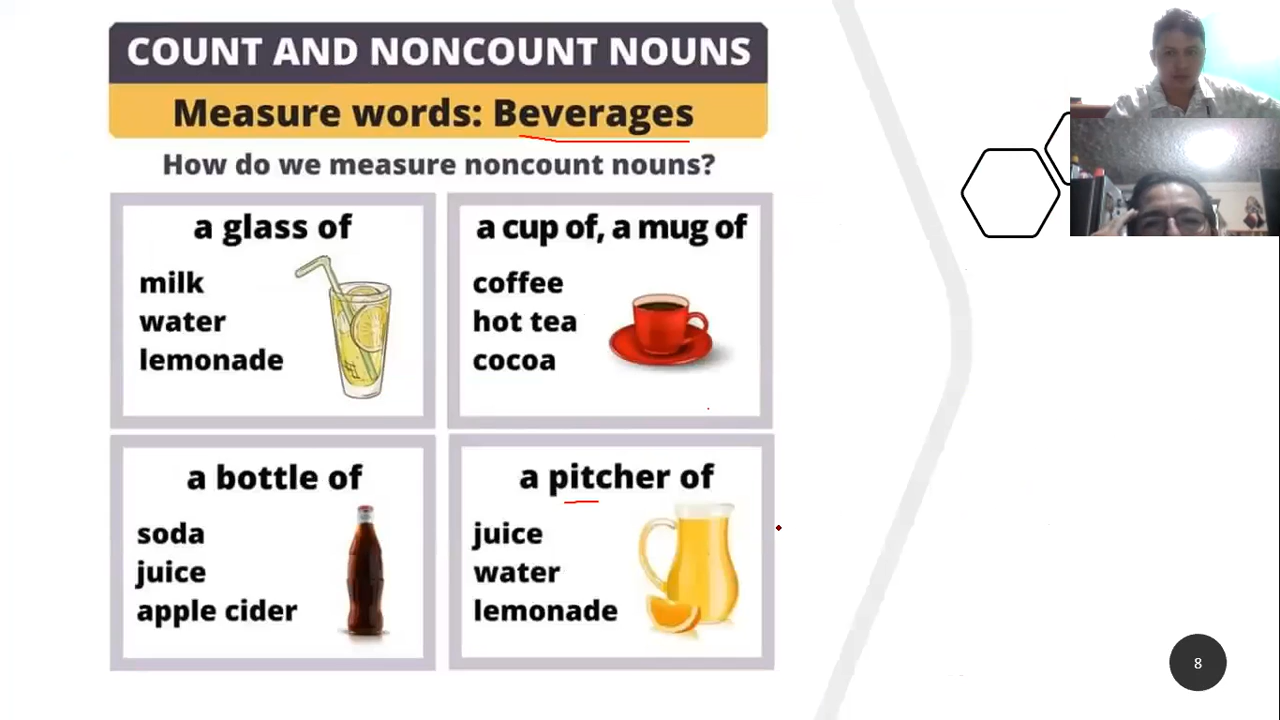 COUNT AND NONCOUNT NOUNS
Measure words: Beverages
How do we measure noncount nouns?
a glass of
milk
water
lemonade
a cup of, a mug of
coffee
hot tea
cocoa
a bottle of
soda
juice
apple cider
a pitcher of
juice
water
lemonade
8